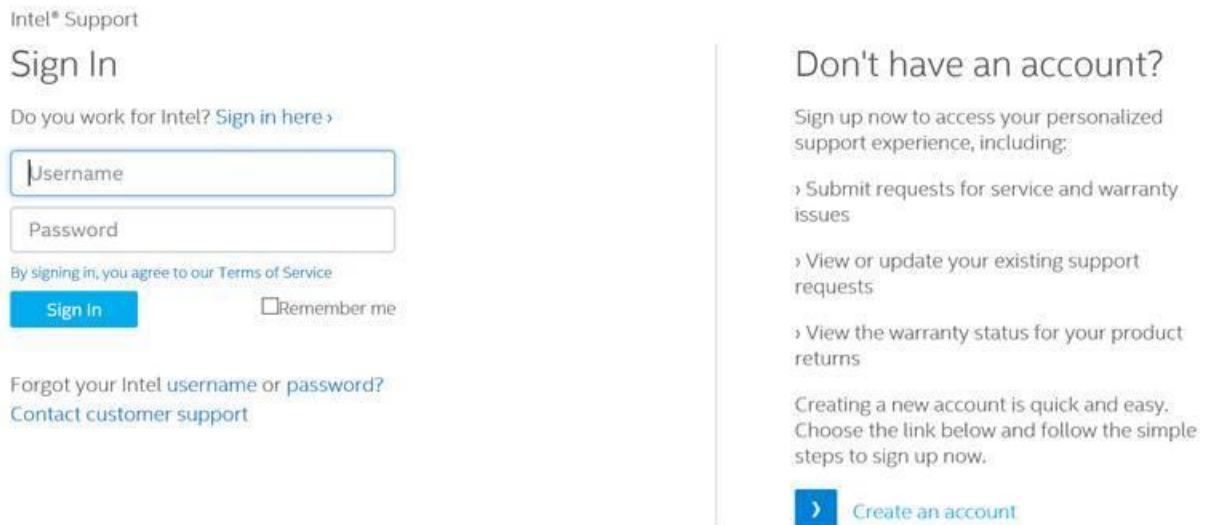 Intel® Support
Sign In
Do you work for Intel? Sign in here ›
Username
Password
By signing in, you agree to our Terms of Service
Sign In
Remember me
Forgot your Intel username or password?
Contact customer support
Don't have an account?
Sign up now to access your personalized
support experience, including:
› Submit requests for service and warranty
issues
› View or update your existing support
requests
› View the warranty status for your product
returns
Creating a new account is quick and easy.
Choose the link below and follow the simple
steps to sign up now.
› Create an account